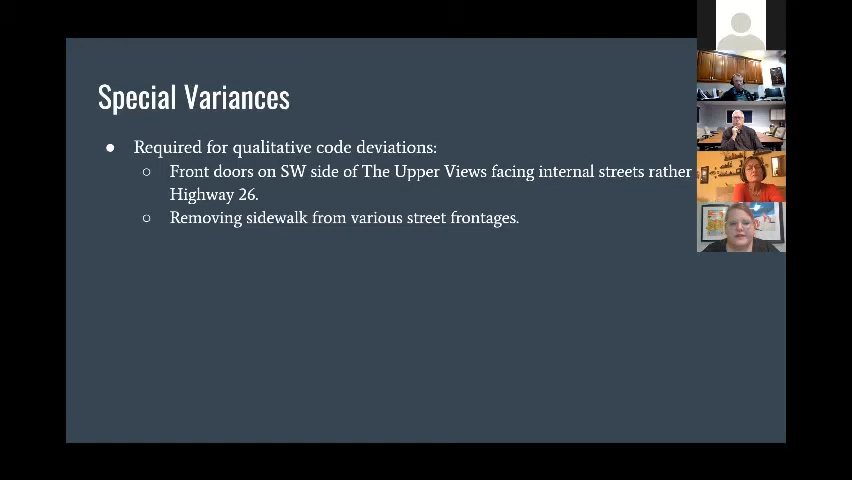 Special Variances
● Required for qualitative code deviations:
○ Front doors on SW side of The Upper Views facing internal streets rather
Highway 26.
○ Removing sidewalk from various street frontages.